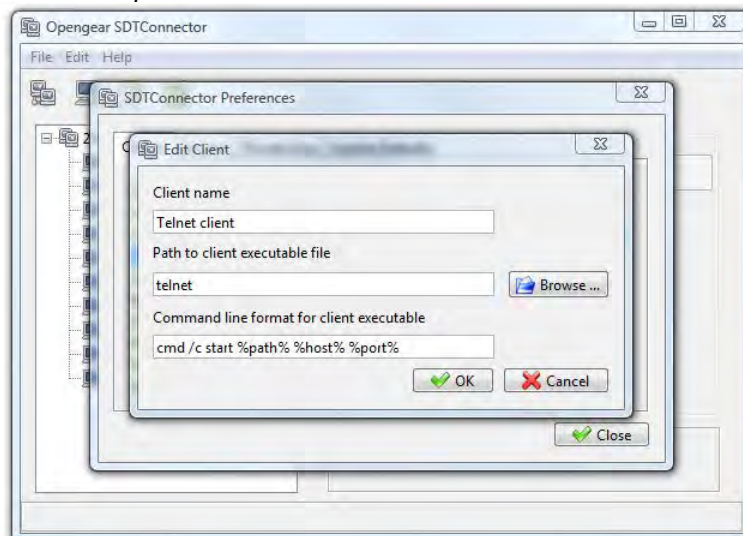 Opengear SDTConnector
File Edit Help
SDTConnector Preferences
2
Edit Client
Client name
Telnet client
Path to client executable file
telnet
Browse ...
Command line format for client executable
cmd /c start %path% %host% %port%
OK
Cancel
Close